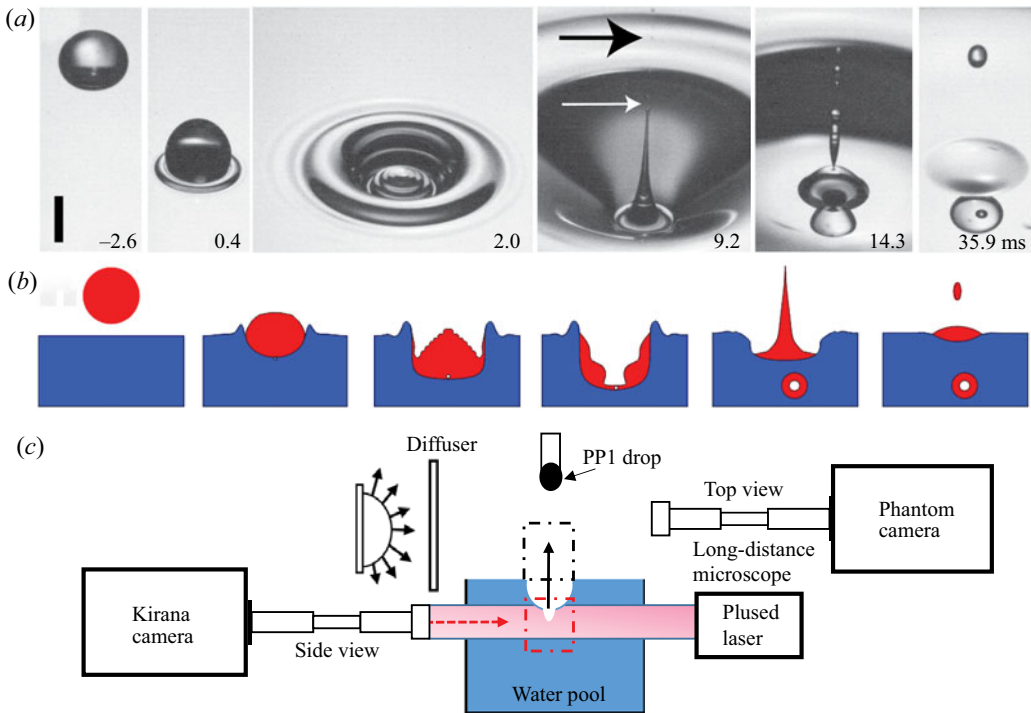 (a)
−2.6
0.4
2.0
9.2
14.3
35.9 ms
(b)
(c)
Diffuser
PP1 drop
Top view
Phantom
camera
Long-distance
microscope
Kirana
camera
Side view
Plused
laser
Water pool